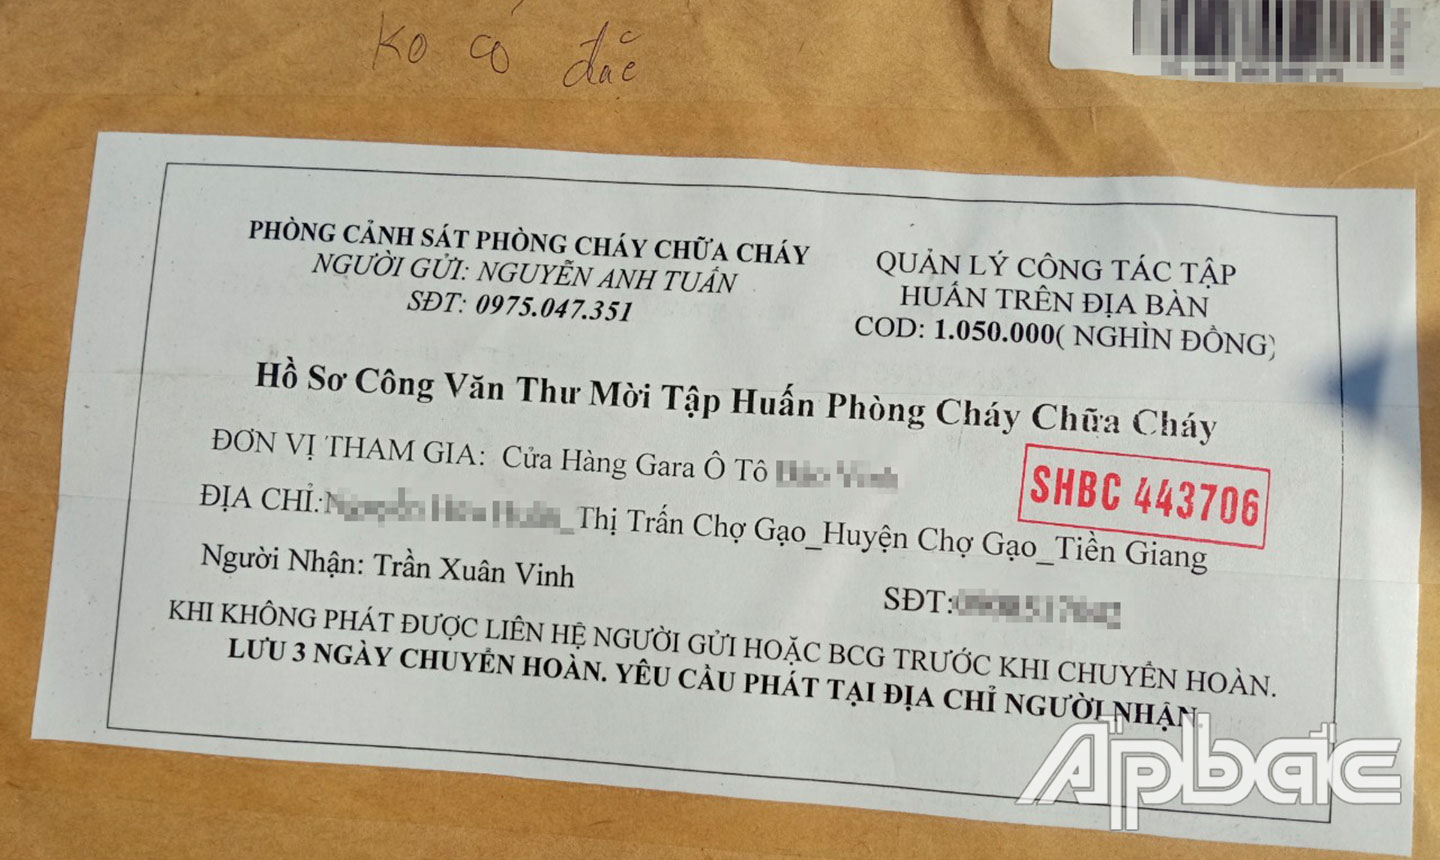 Ko có đặc
PHÒNG CẢNH SÁT PHÒNG CHÁY CHỮA CHÁY
NGƯỜI GỬI: NGUYỄN ANH TUẤN
SĐT: 0975.047.351
QUẢN LÝ CÔNG TÁC TẬP
HUẤN TRÊN ĐỊA BÀN
COD: 1.050.000( NGHÌN ĐỒNG)
Hồ Sơ Công Văn Thư Mời Tập Huấn Phòng Cháy Chữa Cháy
ĐƠN VỊ THAM GIA: Cửa Hàng Gara Ô Tô
SHBC 443706
ĐỊA CHỈ: _Thị Trấn Chợ Gạo_Huyện Chợ Gạo_Tiền Giang
Người Nhận: Trần Xuân Vinh
SĐT:
KHI KHÔNG PHÁT ĐƯỢC LIÊN HỆ NGƯỜI GỬI HOẶC BCG TRƯỚC KHI CHUYỂN HOÀN.
LƯU 3 NGÀY CHUYỂN HOÀN. YÊU CẦU PHÁT TẠI ĐỊA CHỈ NGƯỜI NHẬN.
Apbac